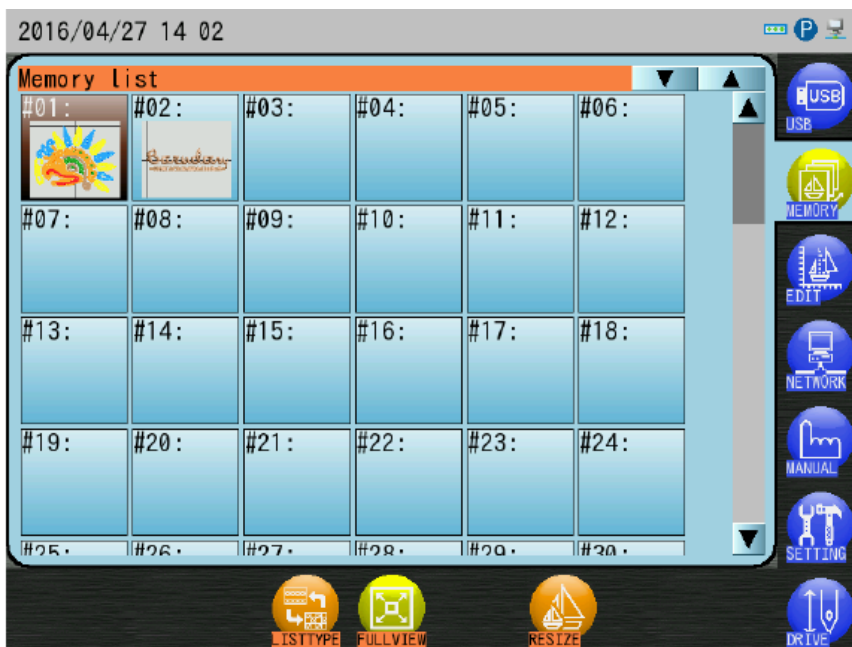 2016/04/27 14 02
P
Memory list
#01: #02: #03: #04: #05: #06:
Barudan
#07: #08: #09: #10: #11: #12:
#13: #14: #15: #16: #17: #18:
#19: #20: #21: #22: #23: #24:
#25: #26: #27: #28: #29: #30:
USB
USB
MEMORY
EDIT
NETWORK
MANUAL
SETTING
DRIVE
LISTTYPE FULLVIEW RESIZE